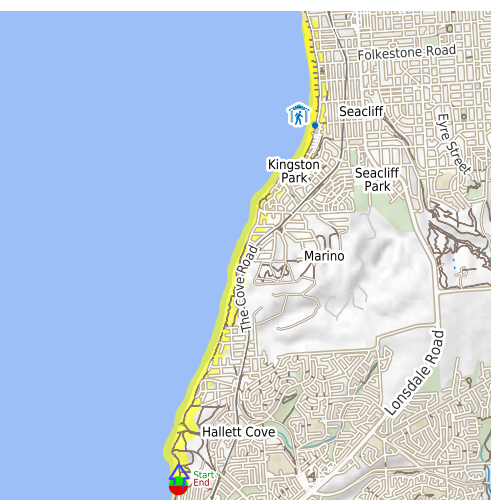 Folkestone Road
Seacliff
Eyre Street
Kingston
Park
Seacliff
Park
Marino
The Cove Road
Lonsdale Road
Hallett Cove
Start
End